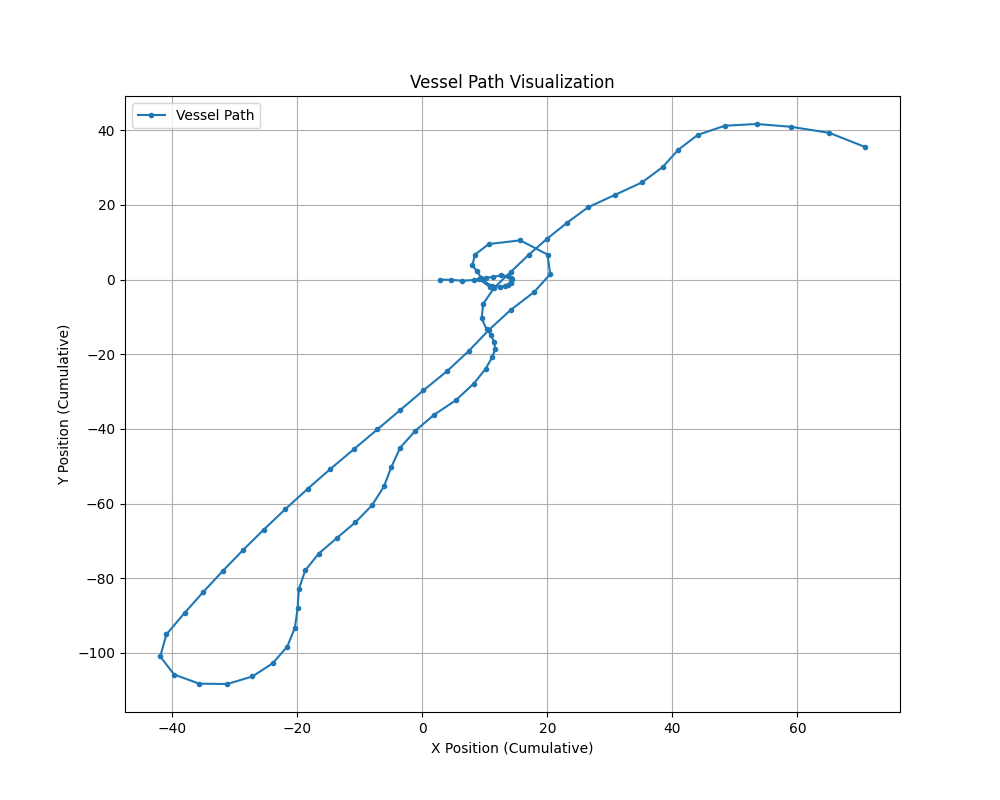 Vessel Path Visualization
Vessel Path
40
20
0
−20
−40
−60
−80
−100
Y Position (Cumulative)
−40 −20 0 20 40 60
X Position (Cumulative)